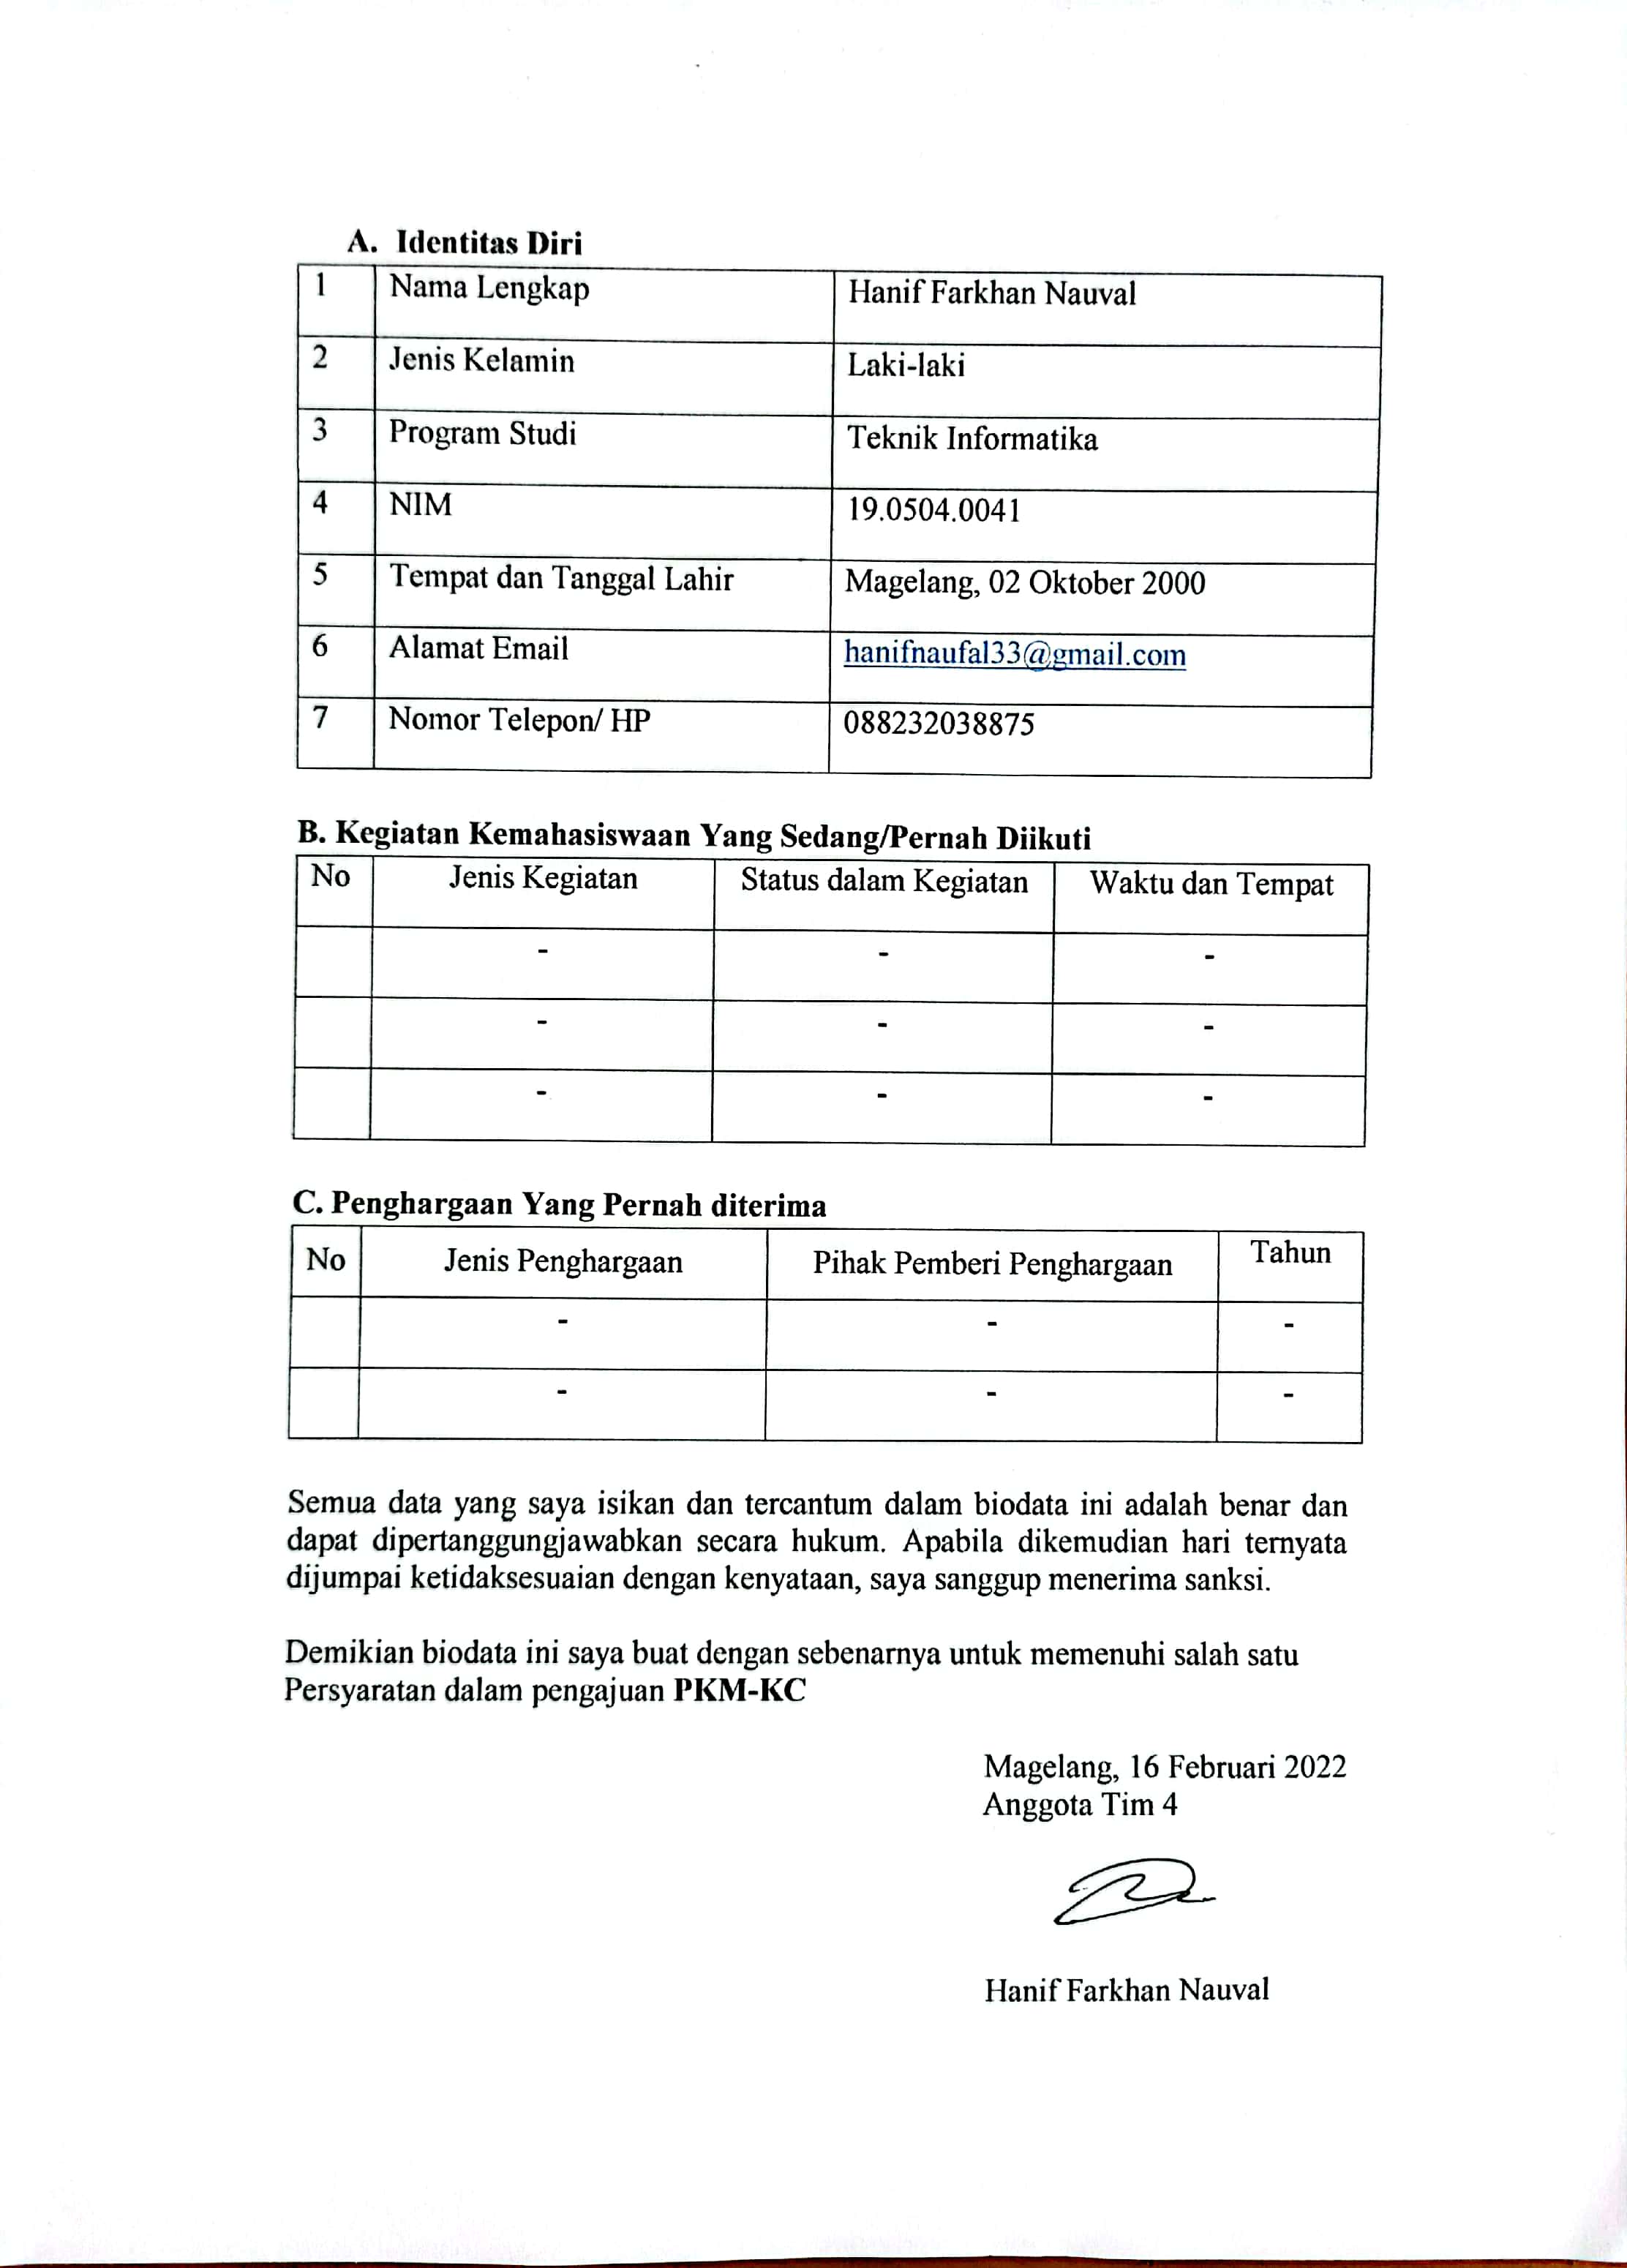 A. Identitas Diri
1 Nama Lengkap Hanif Farkhan Nauval
2 Jenis Kelamin Laki-laki
3 Program Studi Teknik Informatika
4 NIM 19.0504.0041
5 Tempat dan Tanggal Lahir Magelang, 02 Oktober 2000
6 Alamat Email hanifnaufal33@gmail.com
7 Nomor Telepon/ HP 088232038875
B. Kegiatan Kemahasiswaan Yang Sedang/Pernah Diikuti
No Jenis Kegiatan Status dalam Kegiatan Waktu dan Tempat
- - -
- - -
- - -
C. Penghargaan Yang Pernah diterima
No Jenis Penghargaan Pihak Pemberi Penghargaan Tahun
- - -
- - -
Semua data yang saya isikan dan tercantum dalam biodata ini adalah benar dan
dapat dipertanggungjawabkan secara hukum. Apabila dikemudian hari ternyata
dijumpai ketidaksesuaian dengan kenyataan, saya sanggup menerima sanksi.
Demikian biodata ini saya buat dengan sebenarnya untuk memenuhi salah satu
Persyaratan dalam pengajuan PKM-KC
Magelang, 16 Februari 2022
Anggota Tim 4
Hanif Farkhan Nauval